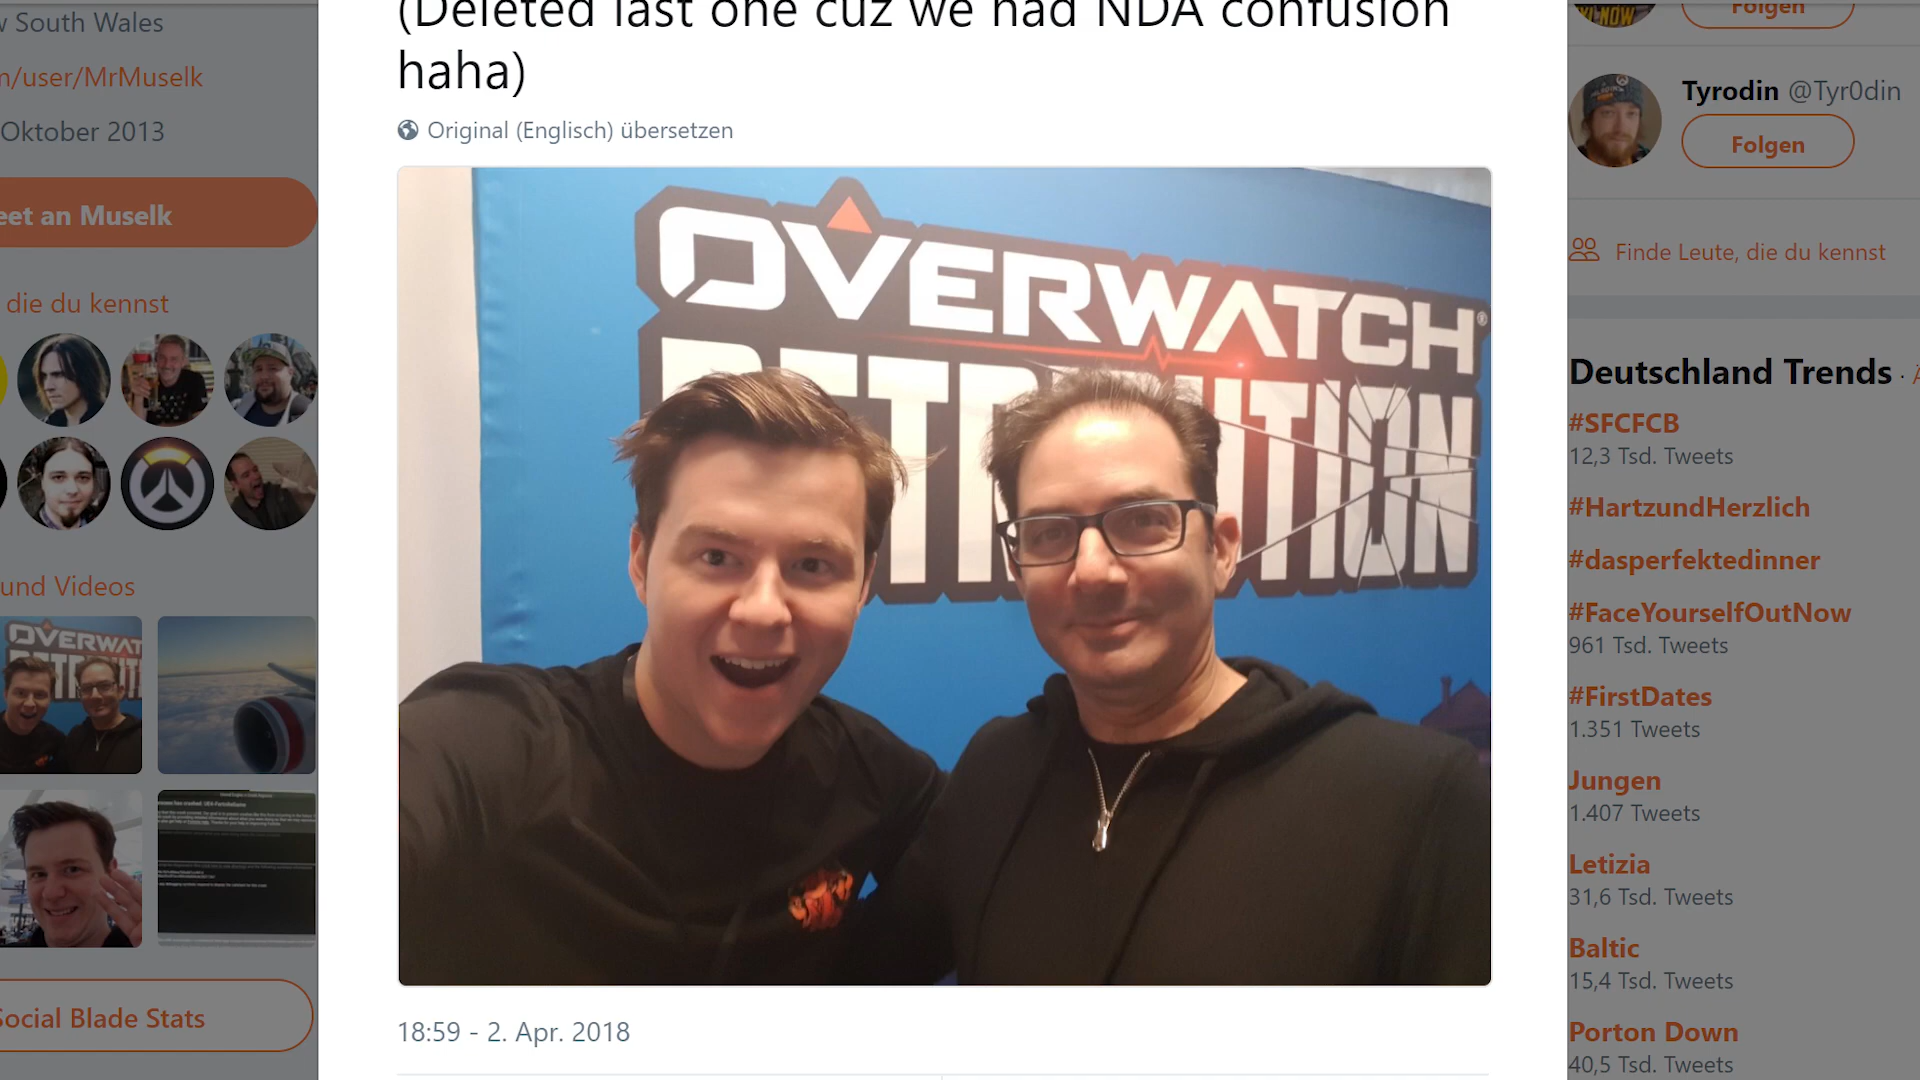 South Wales
n/user/MrMuselk
Oktober 2013
eet an Muselk
die du kennst
und Videos
OVERWAT
Social Blade Stats
(Deleted last one cuz we had NDA confusion
haha)
Original (Englisch) übersetzen
OVERWATCH®
RETRIBUTION
18:59 - 2. Apr. 2018
Folgen
Tyrodin @Tyr0din
Folgen
Finde Leute, die du kennst
Deutschland Trends · Ä
#SFCFCB
12,3 Tsd. Tweets
#HartzundHerzlich
#dasperfektedinner
#FaceYourselfOutNow
961 Tsd. Tweets
#FirstDates
1.351 Tweets
Jungen
1.407 Tweets
Letizia
31,6 Tsd. Tweets
Baltic
15,4 Tsd. Tweets
Porton Down
40,5 Tsd. Tweets